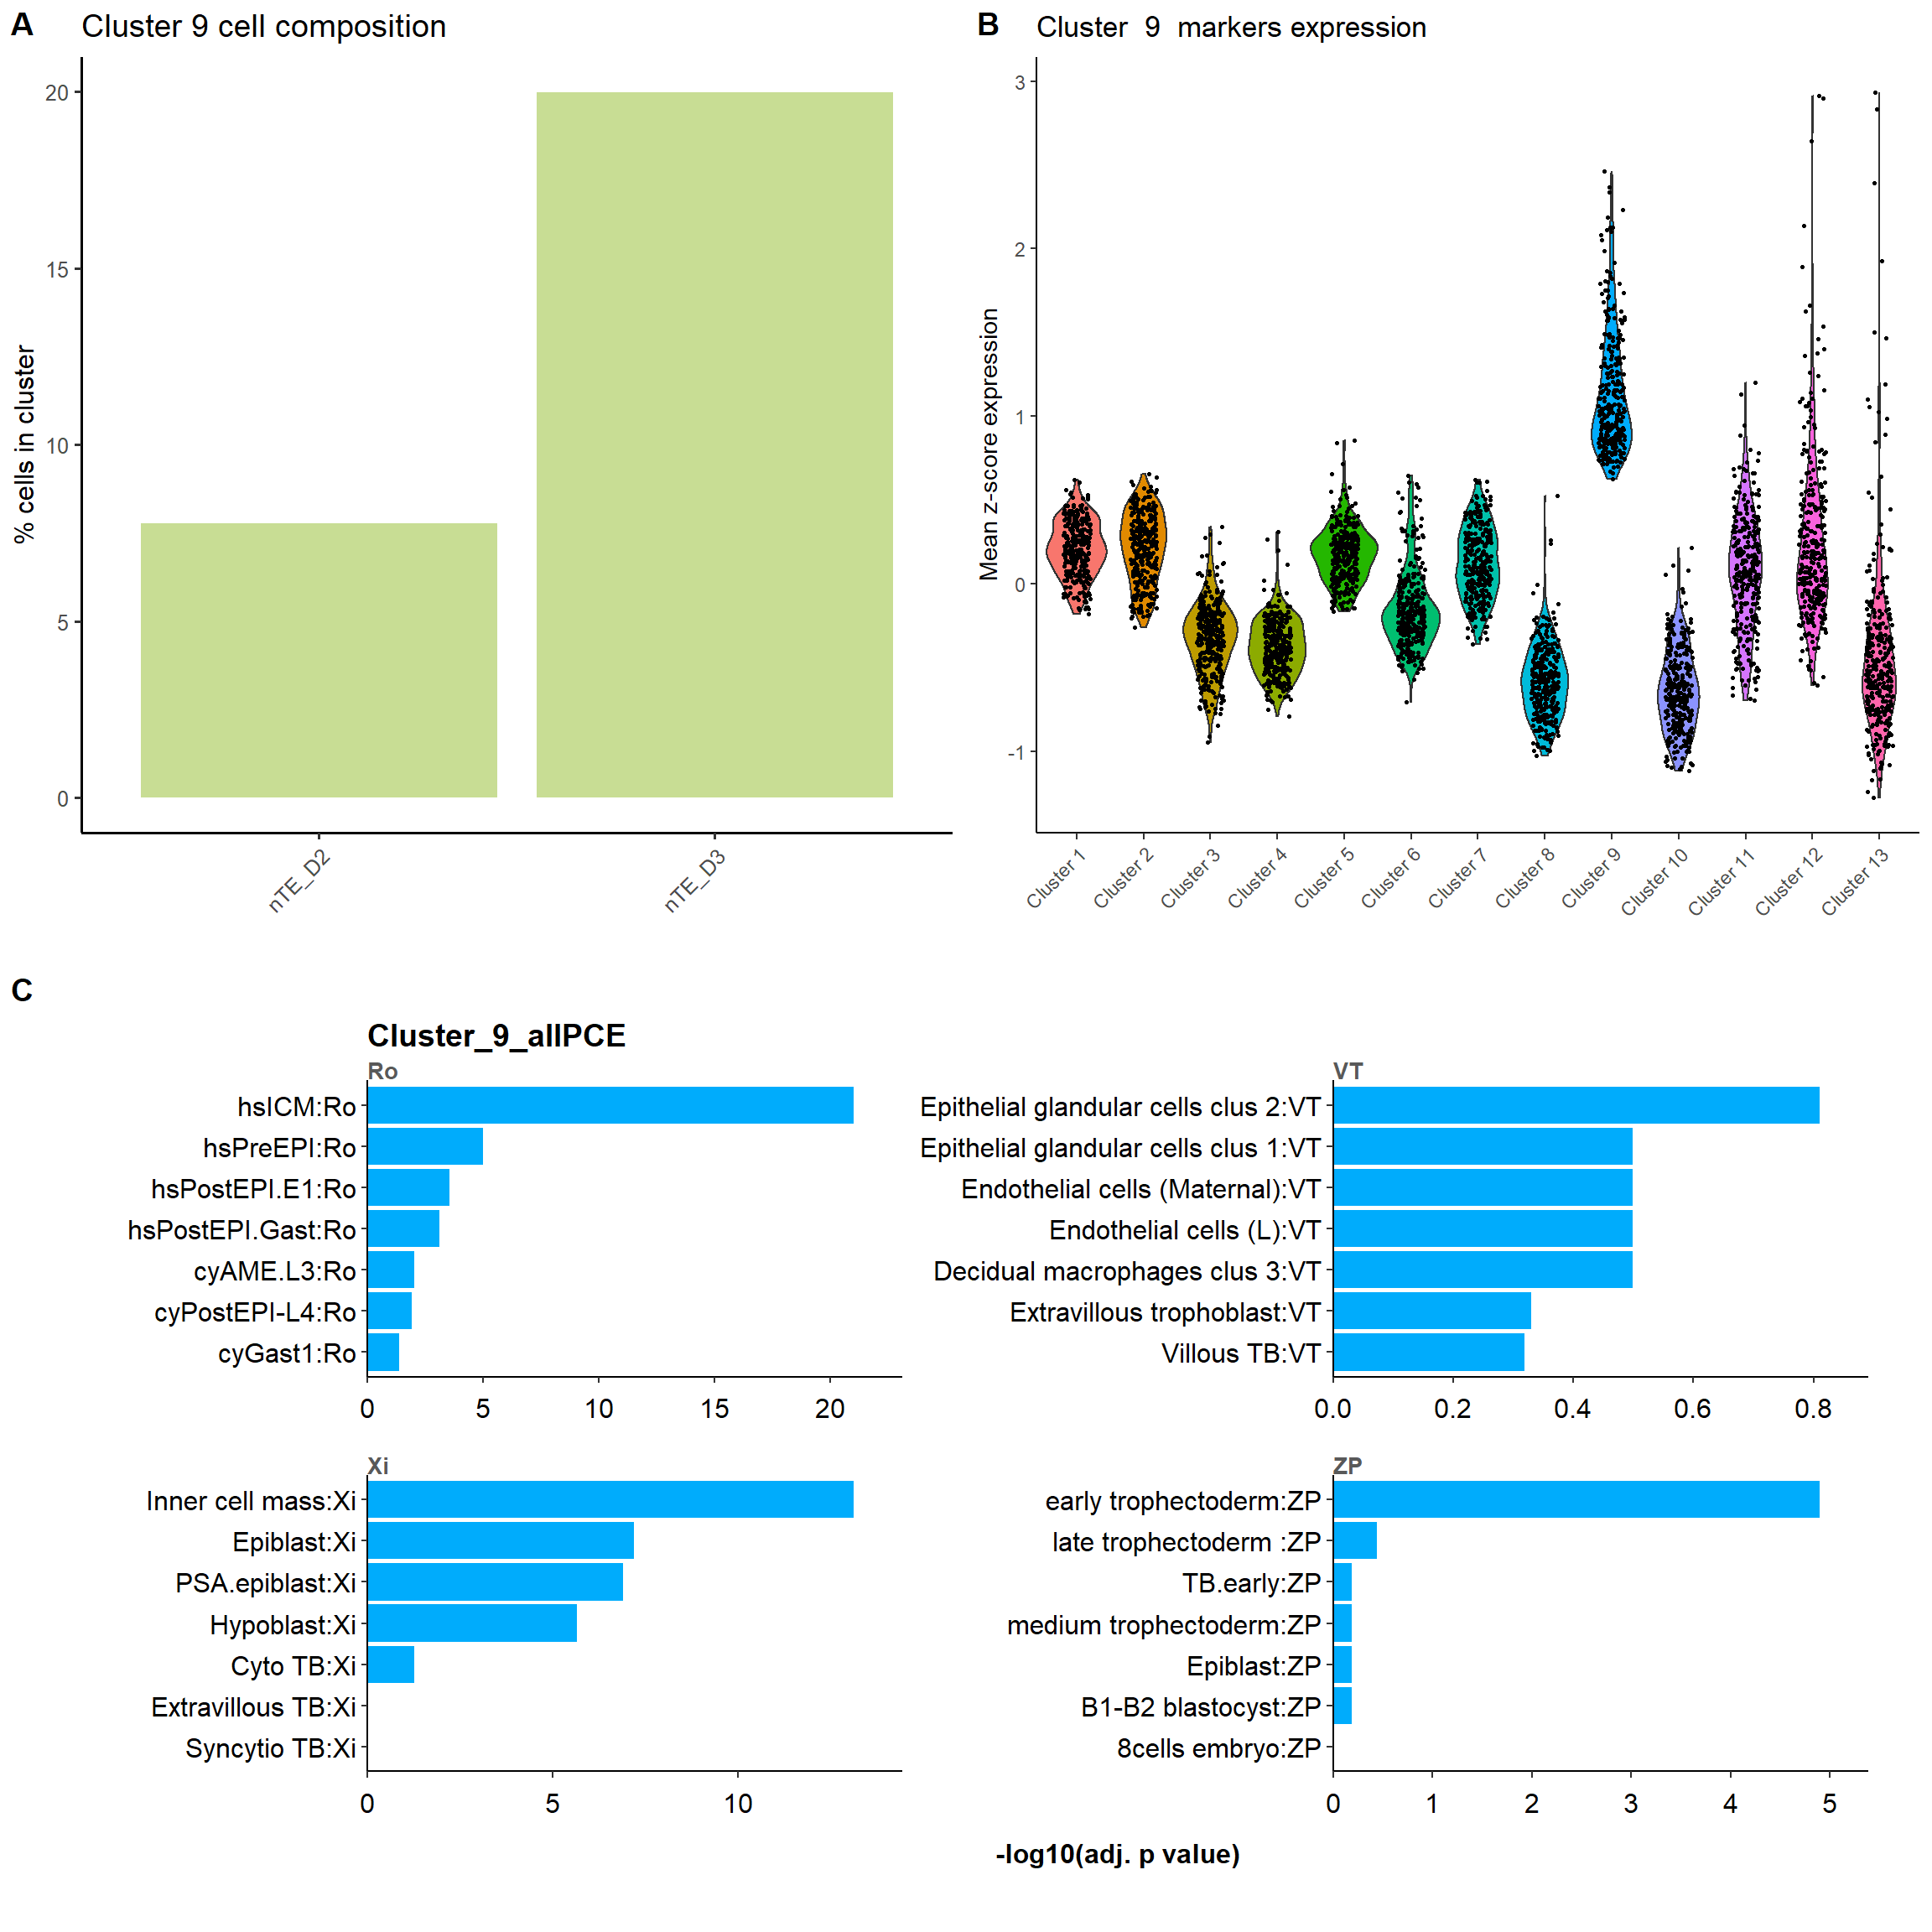 A Cluster 9 cell composition
% cells in cluster
20
15
10
5
0
nTE_D2
nTE_D3
B Cluster 9 markers expression
Mean z-score expression
3
2
1
0
-1
Cluster 1
Cluster 2
Cluster 3
Cluster 4
Cluster 5
Cluster 6
Cluster 7
Cluster 8
Cluster 9
Cluster 10
Cluster 11
Cluster 12
Cluster 13
C
Cluster_9_allPCE
Ro
hsICM:Ro
hsPreEPI:Ro
hsPostEPI.E1:Ro
hsPostEPI.Gast:Ro
cyAME.L3:Ro
cyPostEPI-L4:Ro
cyGast1:Ro
0 5 10 15 20
VT
Epithelial glandular cells clus 2:VT
Epithelial glandular cells clus 1:VT
Endothelial cells (Maternal):VT
Endothelial cells (L):VT
Decidual macrophages clus 3:VT
Extravillous trophoblast:VT
Villous TB:VT
0.0 0.2 0.4 0.6 0.8
Xi
Inner cell mass:Xi
Epiblast:Xi
PSA.epiblast:Xi
Hypoblast:Xi
Cyto TB:Xi
Extravillous TB:Xi
Syncytio TB:Xi
0 5 10
ZP
early trophectoderm:ZP
late trophectoderm :ZP
TB.early:ZP
medium trophectoderm:ZP
Epiblast:ZP
B1-B2 blastocyst:ZP
8cells embryo:ZP
0 1 2 3 4 5
-log10(adj. p value)